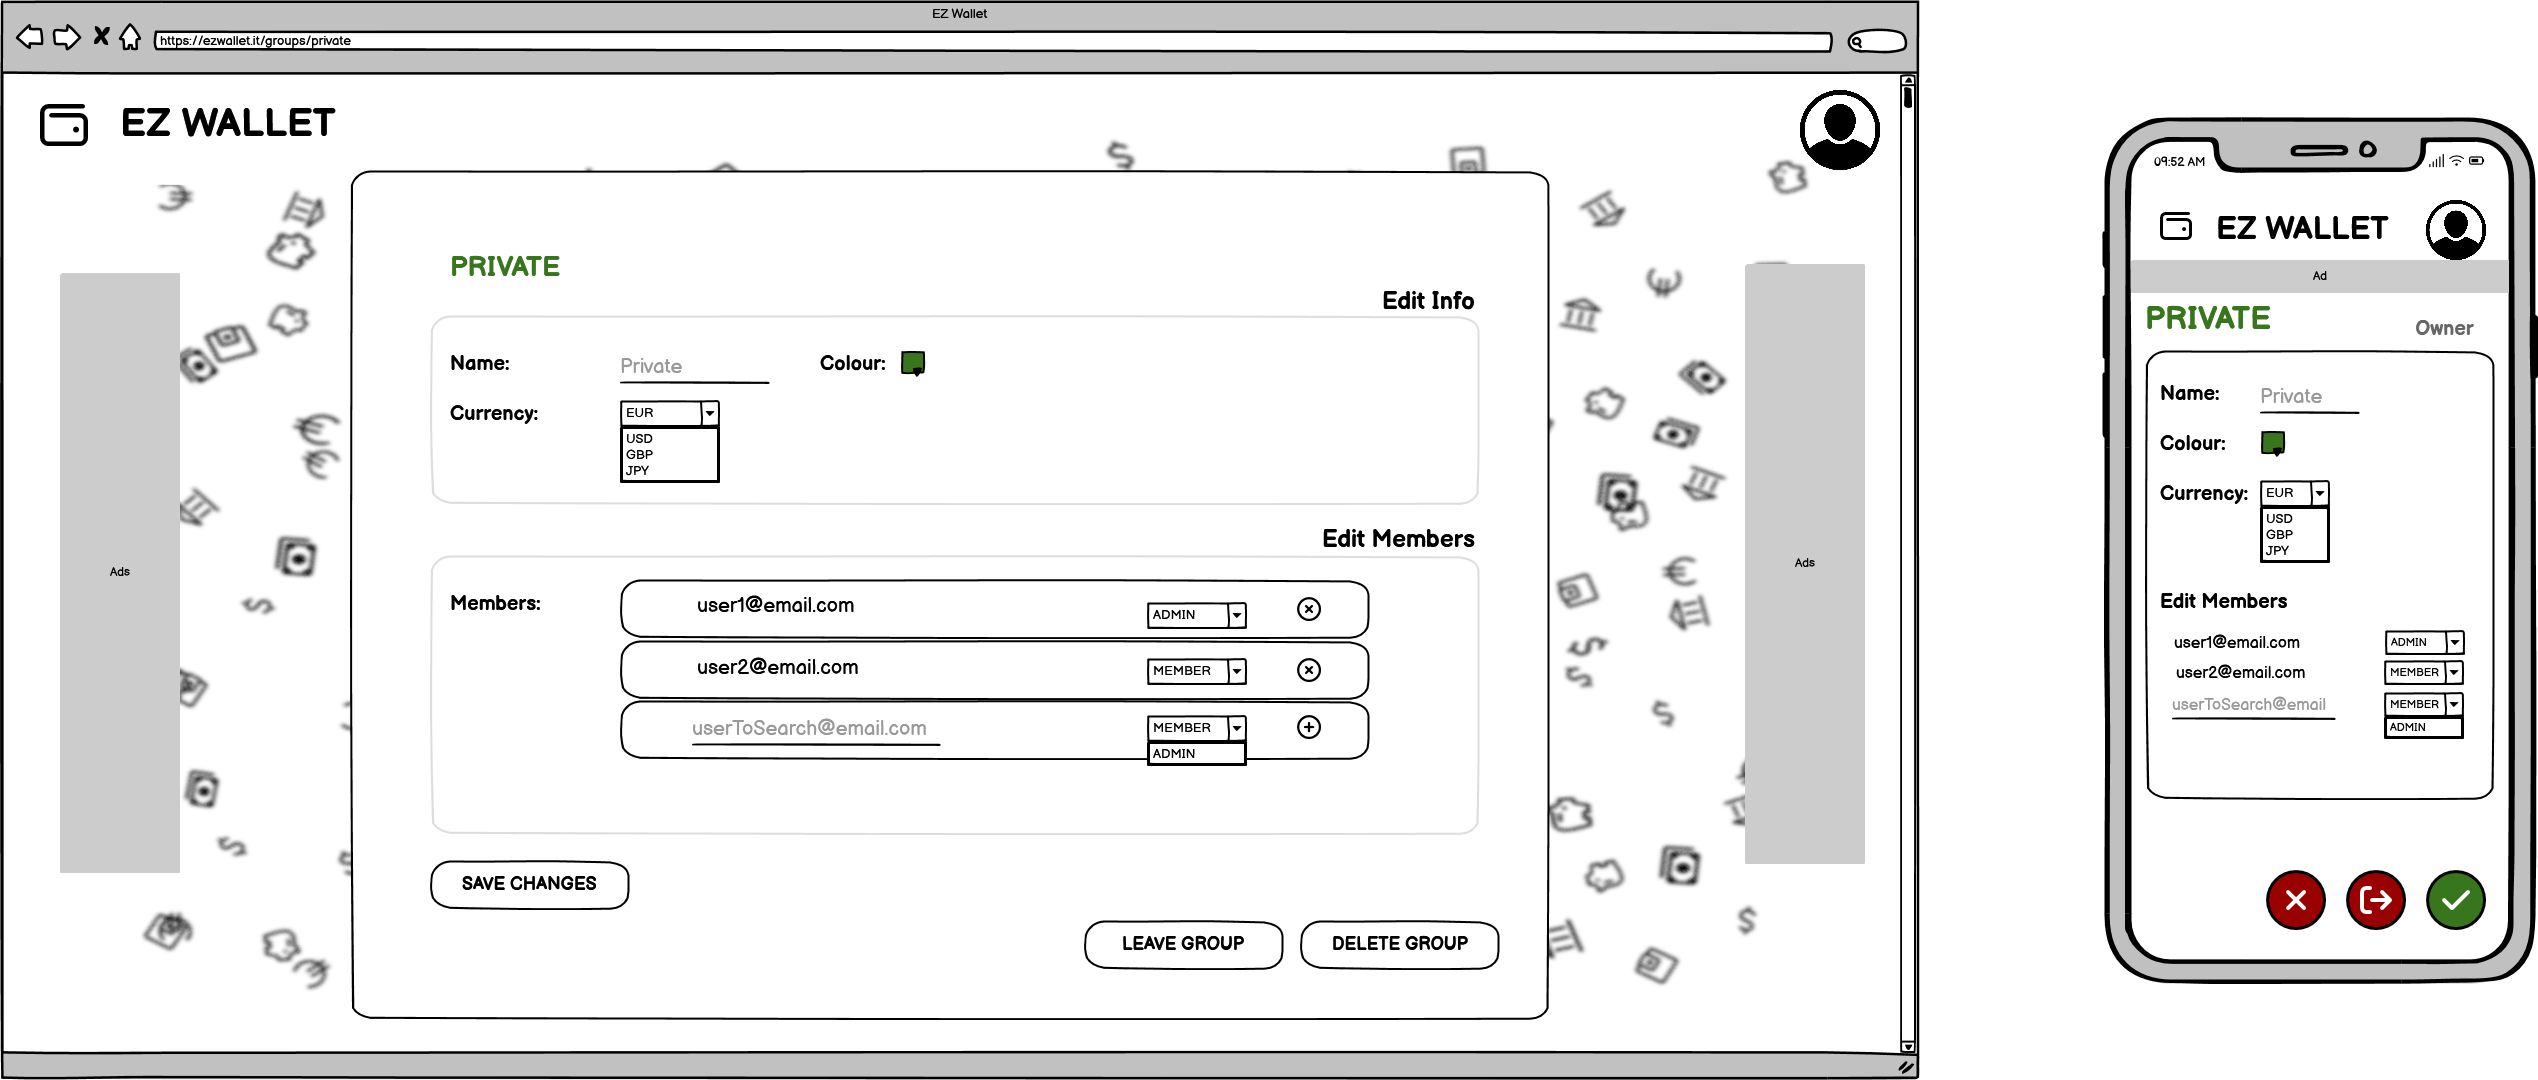 EZ Wallet
https://ezwallet.it/groups/private
EZ WALLET
PRIVATE
Edit Info
Name: Private Colour:
Currency: EUR
USD
GBP
JPY
Edit Members
Members: user1@email.com ADMIN
user2@email.com MEMBER
userToSearch@email.com MEMBER
ADMIN
SAVE CHANGES
LEAVE GROUP DELETE GROUP
Ads
Ads
09:52 AM
EZ WALLET
Ad
PRIVATE
Owner
Name: Private
Colour:
Currency: EUR
USD
GBP
JPY
Edit Members
user1@email.com ADMIN
user2@email.com MEMBER
userToSearch@email MEMBER
ADMIN